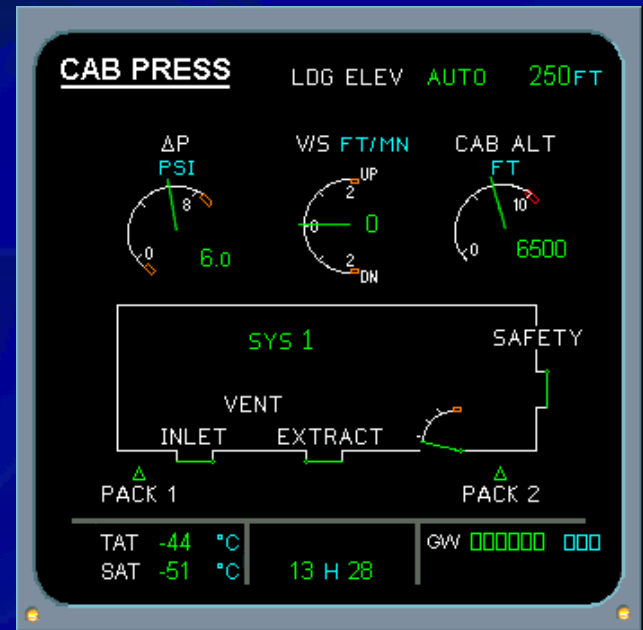 CAB PRESS LDG ELEV AUTO 250FT
ΔP V/S FT/MN CAB ALT
PSI FT
UP
8 2 10
0 0 0
0 6.0 0 6500
2
DN
SYS 1 SAFETY
VENT
INLET EXTRACT
PACK 1 PACK 2
TAT -44 °C GW
SAT -51 °C 13 H 28